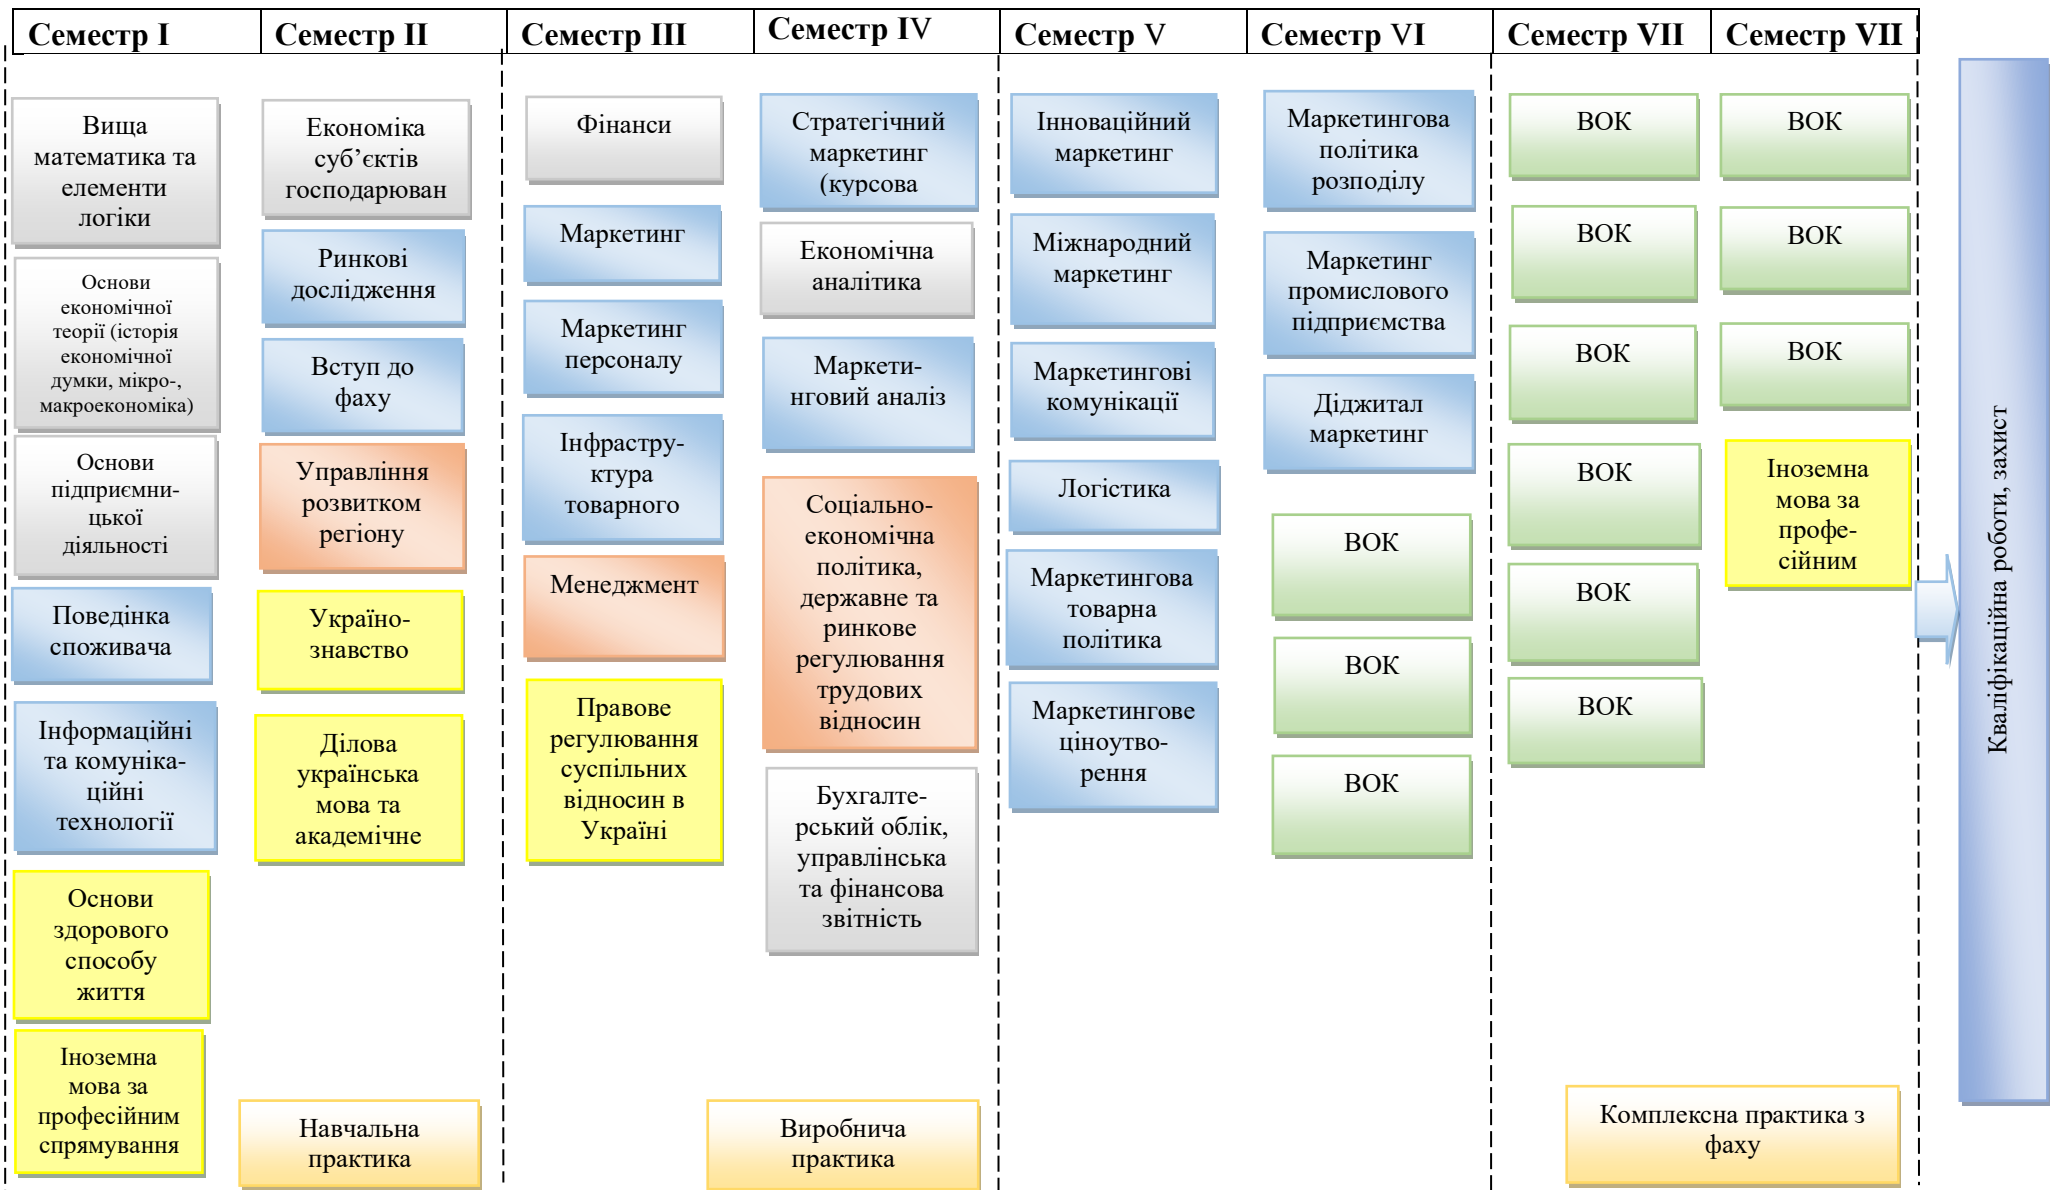 Семестр I
Семестр II
Семестр III
Семестр IV
Семестр V
Семестр VI
Семестр VII
Семестр VII
Вища
математика та
елементи
логіки
Основи
економічної
теорії (історія
економічної
думки, мікро-,
макроекономіка)
Основи
підприємни-
цької
діяльності
Поведінка
споживача
Інформаційні
та комуніка-
ційні
технології
Основи
здорового
способу
життя
Іноземна
мова за
професійним
спрямування
Економіка
суб’єктів
господарюван
Ринкові
дослідження
Вступ до
фаху
Управління
розвитком
регіону
Україно-
знавство
Ділова
українська
мова та
академічне
Навчальна
практика
Фінанси
Маркетинг
Маркетинг
персоналу
Інфрастру-
ктура
товарного
Менеджмент
Правове
регулювання
суспільних
відносин в
Україні
Стратегічний
маркетинг
(курсова
Економічна
аналітика
Маркети-
нговий аналіз
Соціально-
економічна
політика,
державне та
ринкове
регулювання
трудових
відносин
Бухгалте-
рський облік,
управлінська
та фінансова
звітність
Виробнича
практика
Інноваційний
маркетинг
Міжнародний
маркетинг
Маркетингові
комунікації
Логістика
Маркетингова
товарна
політика
Маркетингове
ціноутво-
рення
Маркетингова
політика
розподілу
Маркетинг
промислового
підприємства
Діджитал
маркетинг
ВОК
ВОК
ВОК
ВОК
ВОК
ВОК
ВОК
ВОК
ВОК
ВОК
ВОК
ВОК
Іноземна
мова за
профе-
сійним
Комплексна практика з
фаху
Кваліфікаційна роботи, захист